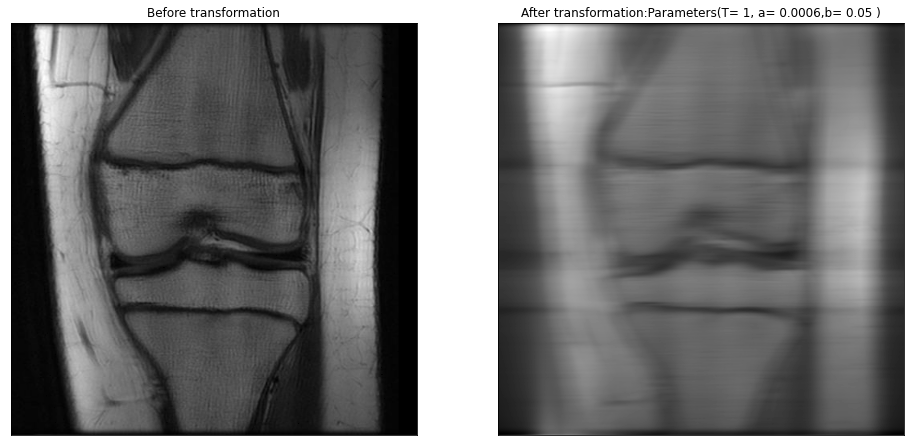 Before transformation
After transformation:Parameters(T= 1, a= 0.0006,b= 0.05 )